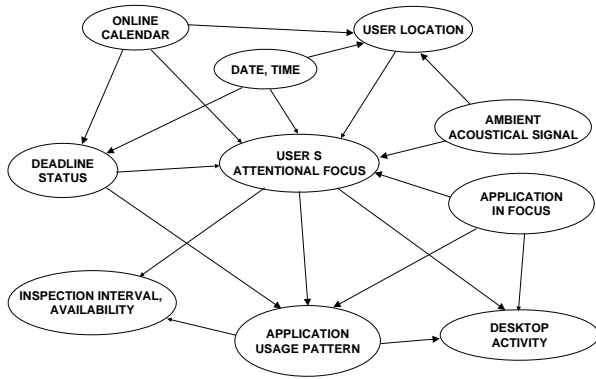 ONLINE
CALENDAR
USER LOCATION
DATE, TIME
AMBIENT
ACOUSTICAL SIGNAL
DEADLINE
STATUS
USER S
ATTENTIONAL FOCUS
APPLICATION
IN FOCUS
INSPECTION INTERVAL,
AVAILABILITY
APPLICATION
USAGE PATTERN
DESKTOP
ACTIVITY